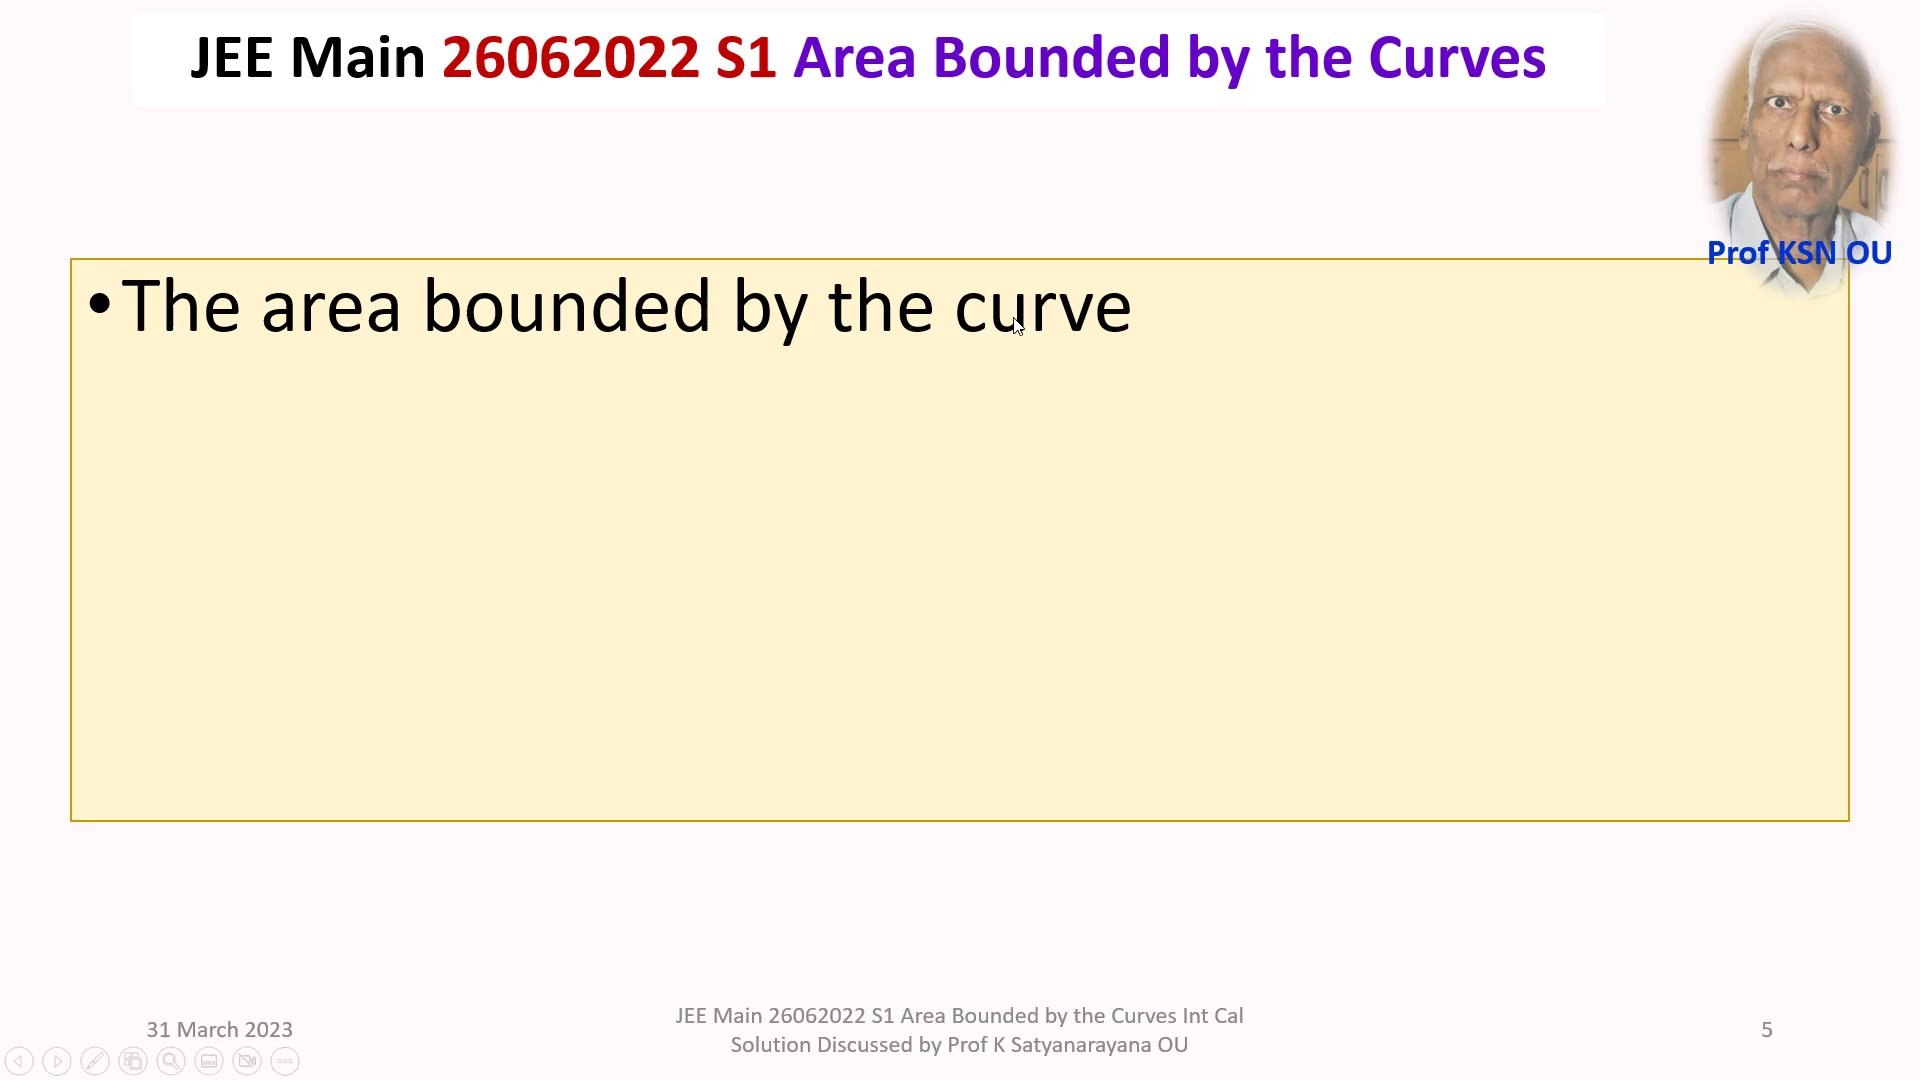 JEE Main 26062022 S1 Area Bounded by the Curves
Prof KSN OU
•The area bounded by the curve
31 March 2023
JEE Main 26062022 S1 Area Bounded by the Curves Int Cal
Solution Discussed by Prof K Satyanarayana OU
5